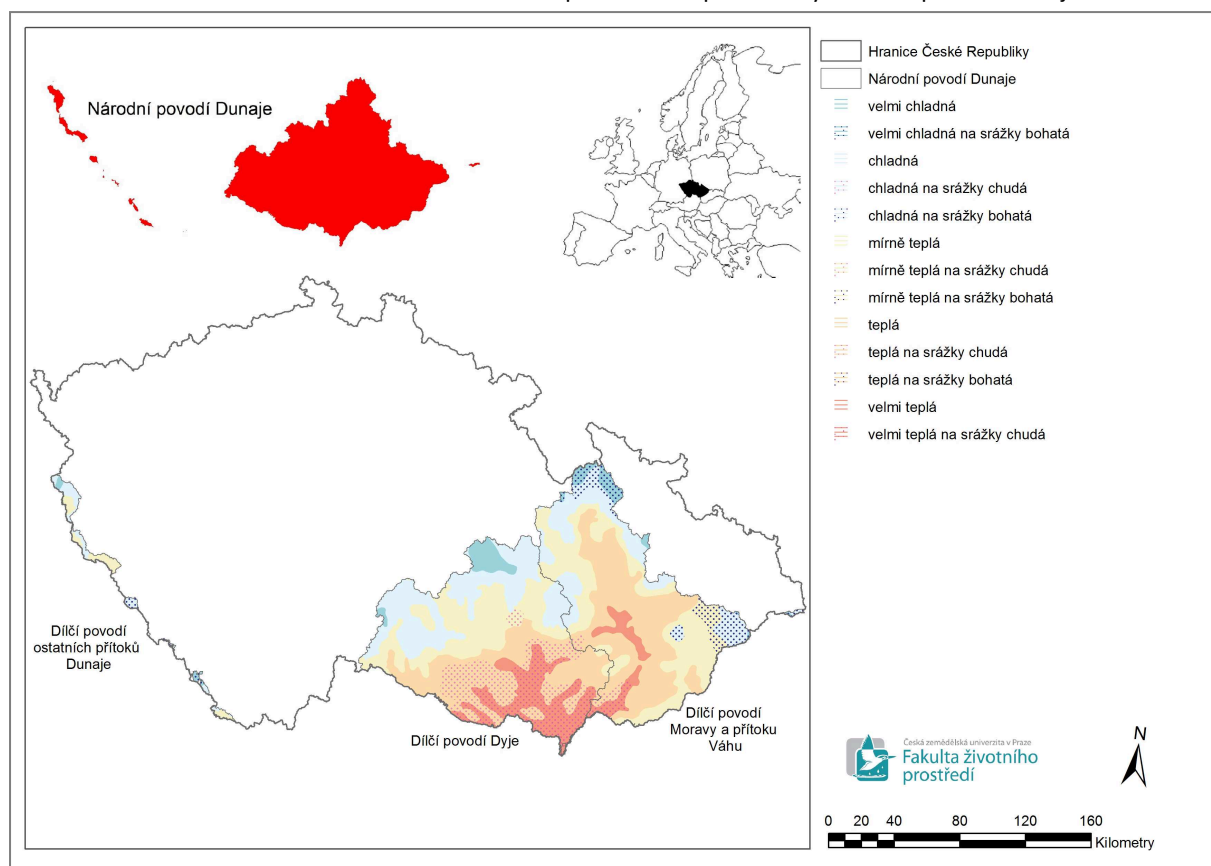 Národní povodí Dunaje
Hranice České Republiky
Národní povodí Dunaje
velmi chladná
velmi chladná na srážky bohatá
chladná
chladná na srážky chudá
chladná na srážky bohatá
mírně teplá
mírně teplá na srážky chudá
mírně teplá na srážky bohatá
teplá
teplá na srážky chudá
teplá na srážky bohatá
velmi teplá
velmi teplá na srážky chudá
Dílčí povodí
ostatních přítoků
Dunaje
Dílčí povodí Dyje
Dílčí povodí
Moravy a přítoku
Váhu
Česká zemědělská univerzita v Praze
Fakulta životního
prostředí
N
0 20 40 80 120 160
Kilometry